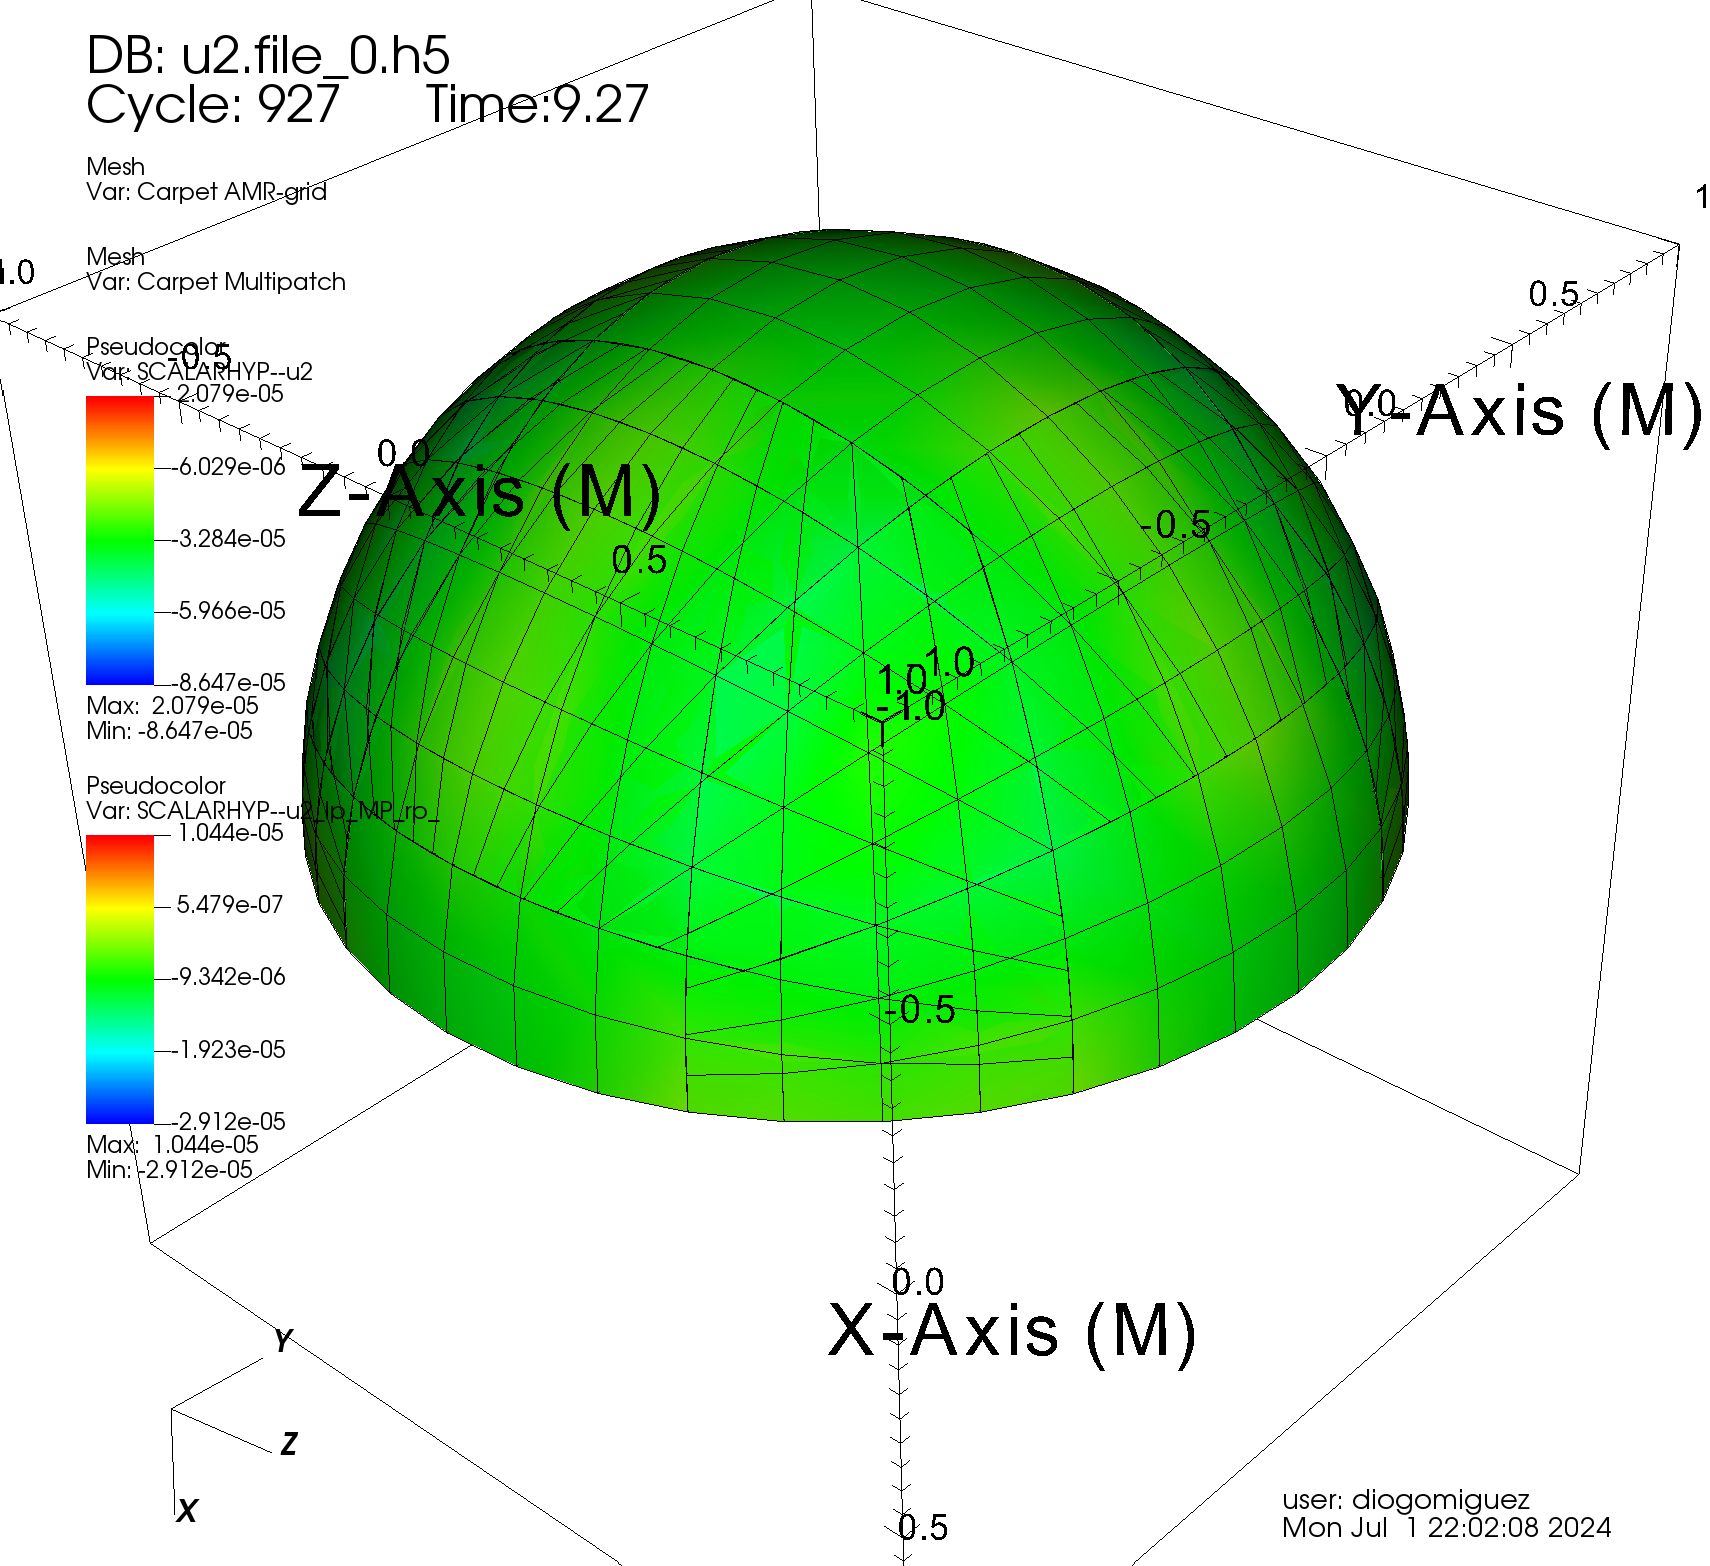 DB: u2.file_0.h5
Cycle: 927 Time:9.27
Mesh
Var: Carpet AMR-grid
Mesh
Var: Carpet Multipatch
Pseudocolor
Var: SCALARHYP--u2
2.079e-05
-6.029e-06
-3.284e-05
-5.966e-05
-8.647e-05
Max: 2.079e-05
Min: -8.647e-05
Pseudocolor
Var: SCALARHYP--u2_lp_MP_rp_
1.044e-05
5.479e-07
-9.342e-06
-1.923e-05
-2.912e-05
Max: 1.044e-05
Min: -2.912e-05
-0.5
0.0
Z-Axis (M)
0.5
1.0
1
0.5
0.0
Y-Axis (M)
-0.5
-1.0
-1.0
-0.5
0.0
X-Axis (M)
0.5
Y
Z
X
user: diogomiguez
Mon Jul 1 22:02:08 2024